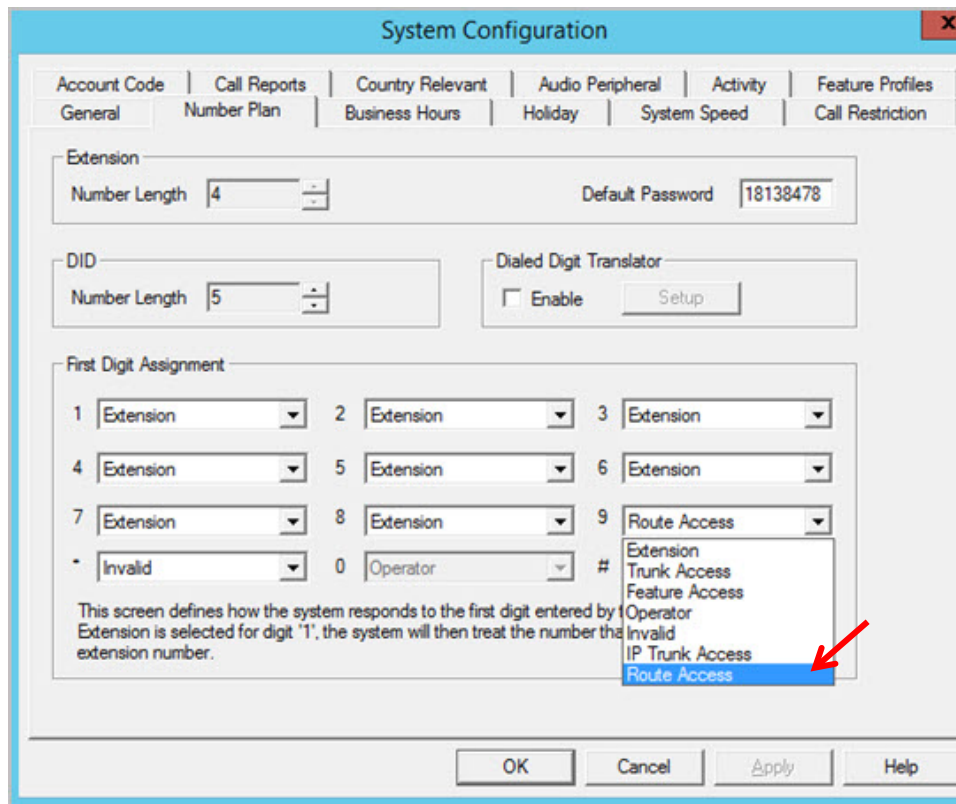 System Configuration
x
Account Code Call Reports Country Relevant Audio Peripheral Activity Feature Profiles
General Number Plan Business Hours Holiday System Speed Call Restriction
Extension
Number Length 4 Default Password 18138478
DID Dialed Digit Translator
Number Length 5 Enable Setup
First Digit Assignment
1 Extension 2 Extension 3 Extension
4 Extension 5 Extension 6 Extension
7 Extension 8 Extension 9 Route Access
* Invalid 0 Operator #
Extension
Trunk Access
Feature Access
Operator
Invalid
IP Trunk Access
Route Access
This screen defines how the system responds to the first digit entered by
Extension is selected for digit '1', the system will then treat the number
extension number.
OK Cancel Apply Help